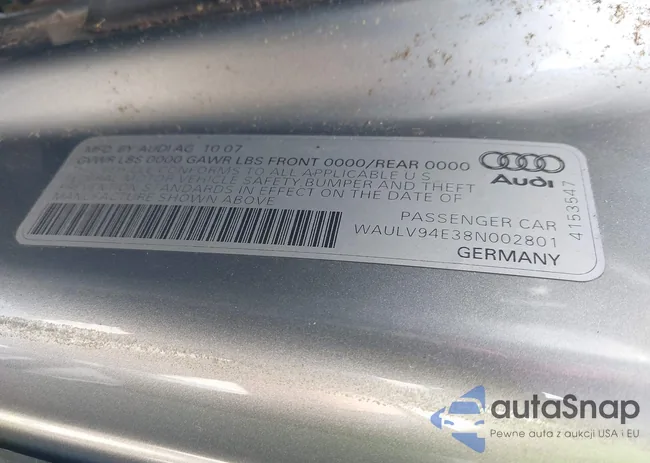 MFD BY AUDI AG 10 07
GVWR LBS 0000 GAWR LBS FRONT 0000/REAR 0000
CONFORMS TO ALL APPLICABLE U S
VEHICLE SAFETY, BUMPER AND THEFT
STANDARDS IN EFFECT ON THE DATE OF
MANUFACTURE SHOWN ABOVE
Audi
4153547
PASSENGER CAR
WAULV94E38N002801
GERMANY
autaSnap
Pewne auta z aukcji USA i EU